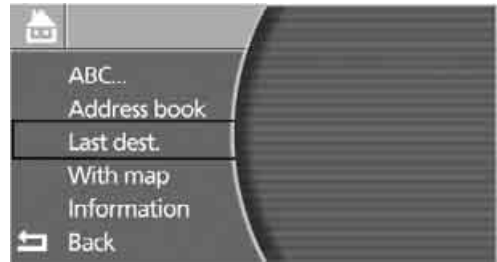 ABC...
Address book
Last dest.
With map
Information
Back